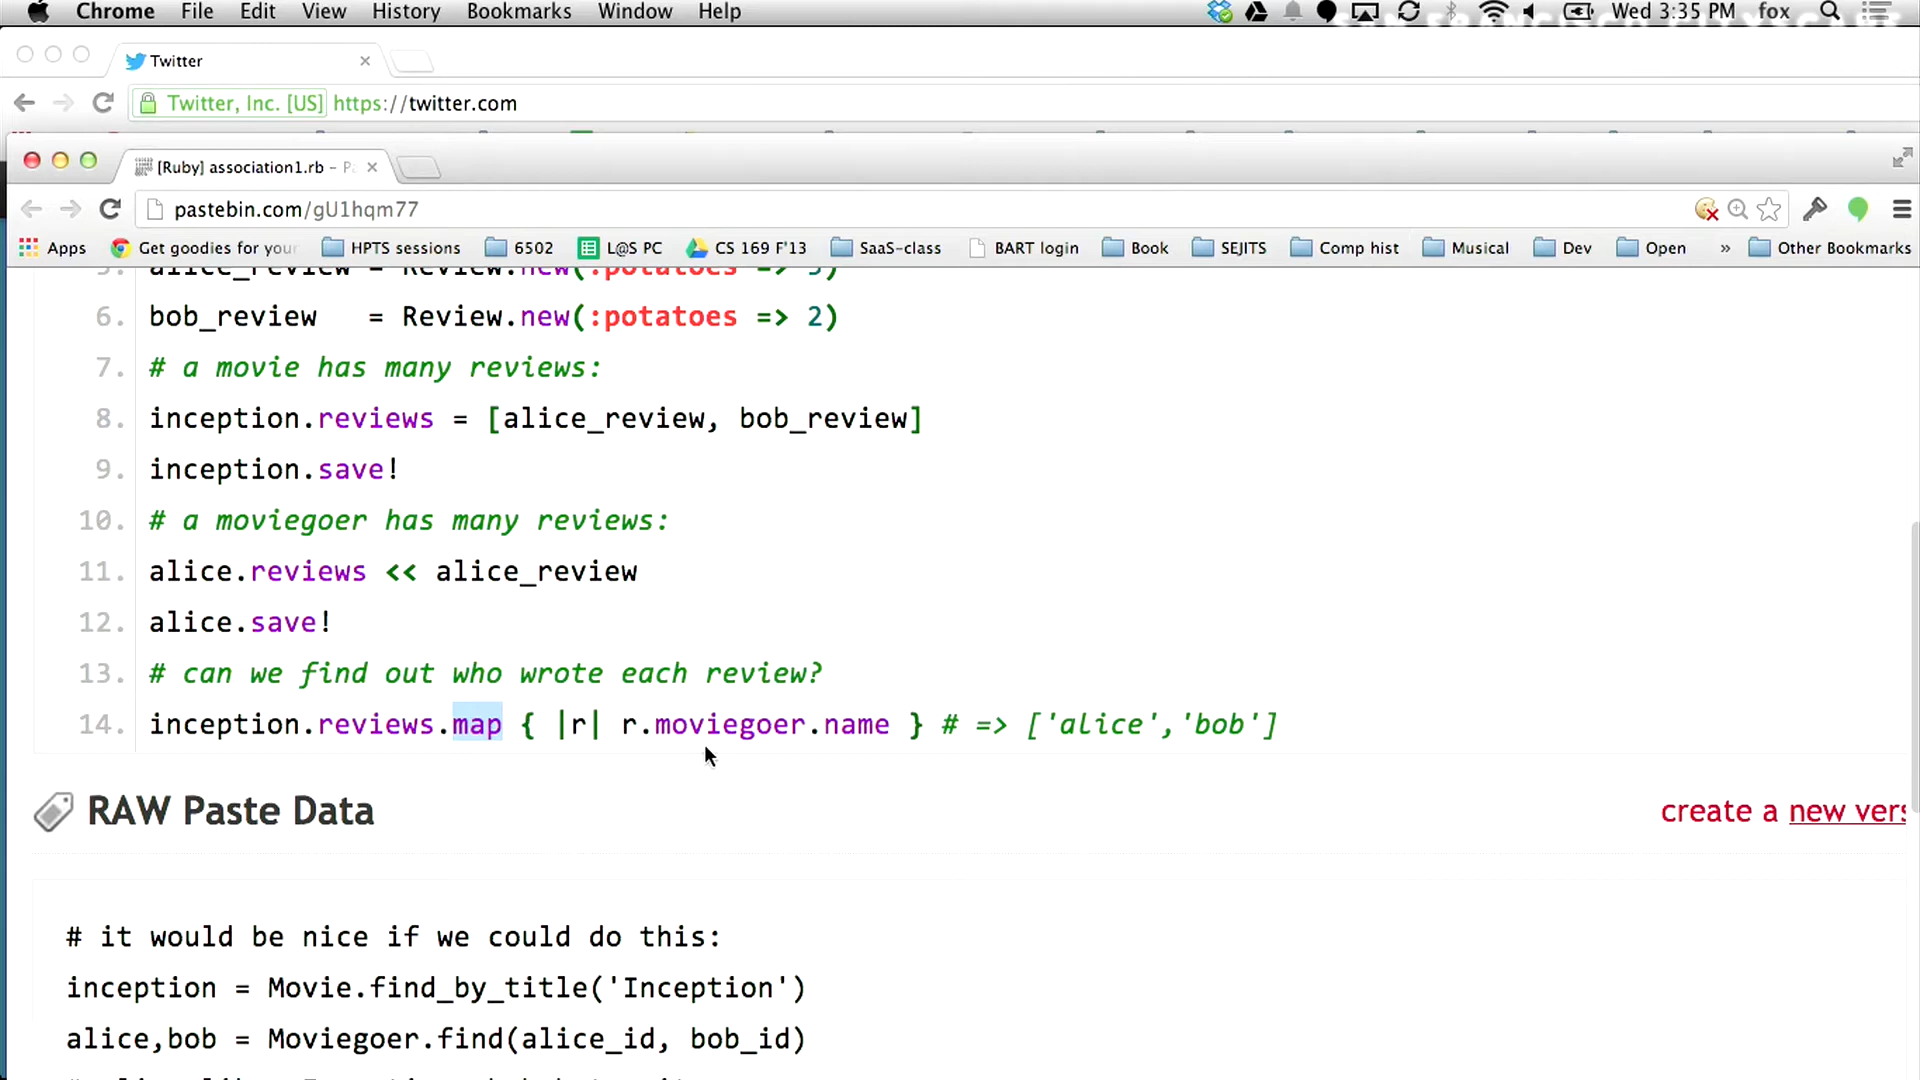 Chrome File Edit View History Bookmarks Window Help Wed 3:35 PM fox
Twitter
Twitter, Inc. [US] https://twitter.com
[Ruby] association1.rb – P
pastebin.com/gU1hqm77
Apps Get goodies for your HPTS sessions 6502 L@S PC CS 169 F'13 SaaS-class BART login Book SEJITS Comp hist Musical Dev Open » Other Bookmarks
5. alice_review = Review.new(:potatoes => 5)
6. bob_review = Review.new(:potatoes => 2)
7. # a movie has many reviews:
8. inception.reviews = [alice_review, bob_review]
9. inception.save!
10. # a moviegoer has many reviews:
11. alice.reviews << alice_review
12. alice.save!
13. # can we find out who wrote each review?
14. inception.reviews.map { |r| r.moviegoer.name } # => ['alice','bob']
RAW Paste Data
create a new vers
# it would be nice if we could do this:
inception = Movie.find_by_title('Inception')
alice,bob = Moviegoer.find(alice_id, bob_id)